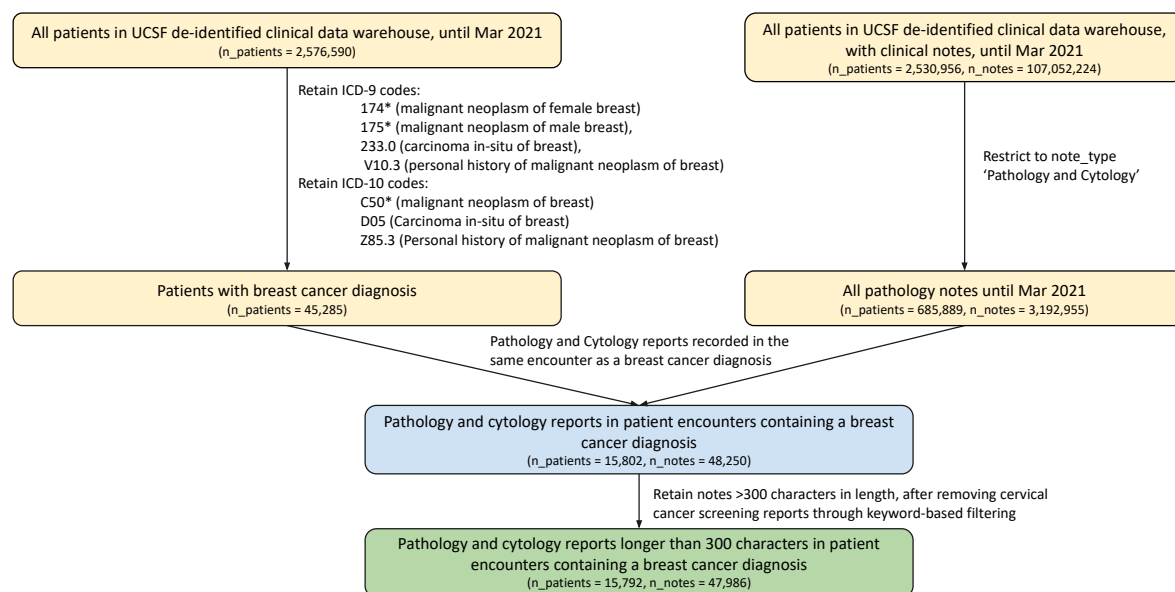 All patients in UCSF de-identified clinical data warehouse, until Mar 2021
(n_patients = 2,576,590)
All patients in UCSF de-identified clinical data warehouse,
with clinical notes, until Mar 2021
(n_patients = 2,530,956, n_notes = 107,052,224)
Retain ICD-9 codes:
174* (malignant neoplasm of female breast)
175* (malignant neoplasm of male breast),
233.0 (carcinoma in-situ of breast),
V10.3 (personal history of malignant neoplasm of breast)
Retain ICD-10 codes:
C50* (malignant neoplasm of breast)
D05 (Carcinoma in-situ of breast)
Z85.3 (Personal history of malignant neoplasm of breast)
Restrict to note_type
‘Pathology and Cytology’
Patients with breast cancer diagnosis
(n_patients = 45,285)
All pathology notes until Mar 2021
(n_patients = 685,889, n_notes = 3,192,955)
Pathology and Cytology reports recorded in the
same encounter as a breast cancer diagnosis
Pathology and cytology reports in patient encounters containing a breast
cancer diagnosis
(n_patients = 15,802, n_notes = 48,250)
Retain notes >300 characters in length, after removing cervical
cancer screening reports through keyword-based filtering
Pathology and cytology reports longer than 300 characters in patient
encounters containing a breast cancer diagnosis
(n_patients = 15,792, n_notes = 47,986)